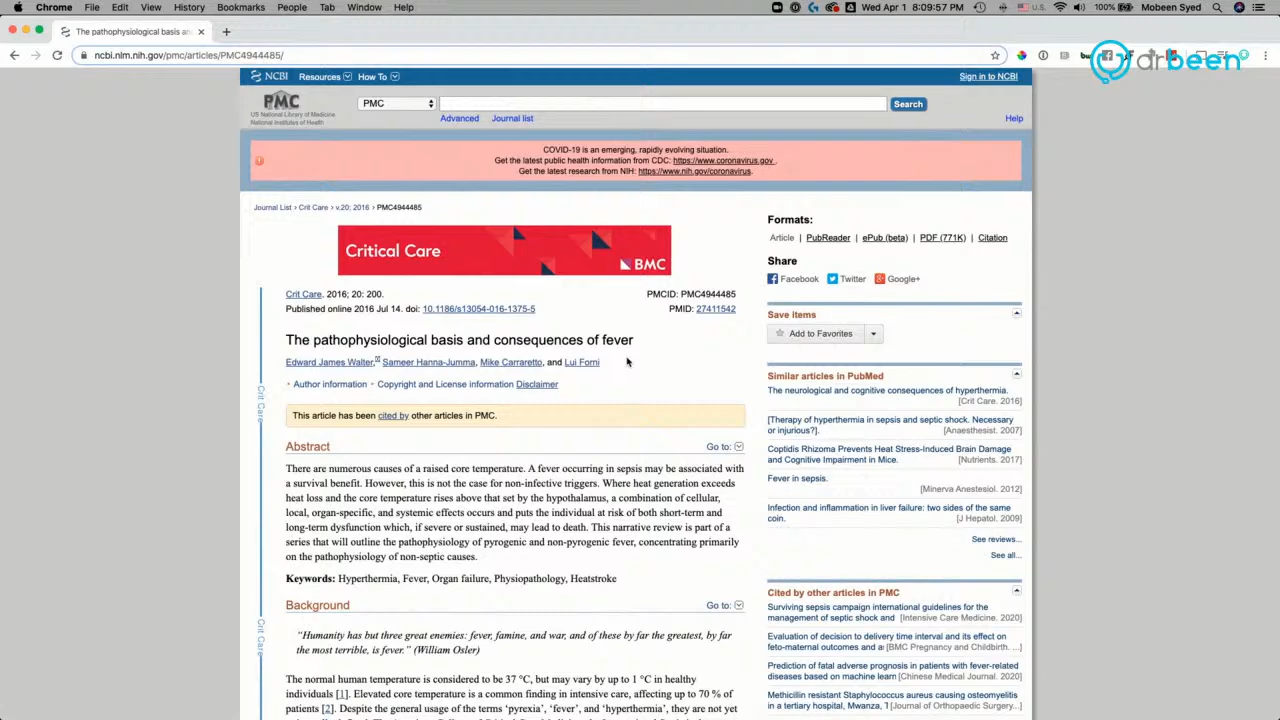 Chrome File Edit View History Bookmarks People Tab Window Help
100% Wed Apr 1 8:09:57 PM Mobeen Syed
U.S.
The pathophysiological basis an
ncbi.nlm.nih.gov/pmc/articles/PMC4944485/
drbeen
NCBI Resources How To Sign in to NCBI
PMC
US National Library of Medicine
National Institutes of Health
PMC Search
Advanced Journal list Help
COVID-19 is an emerging, rapidly evolving situation.
Get the latest public health information from CDC: https://www.coronavirus.gov .
Get the latest research from NIH: https://www.nih.gov/coronavirus.
Journal List > Crit Care > v.20; 2016 > PMC4944485
Critical Care BMC
Crit Care. 2016; 20: 200. PMCID: PMC4944485
Published online 2016 Jul 14. doi: 10.1186/s13054-016-1375-5 PMID: 27411542
The pathophysiological basis and consequences of fever
Edward James Walter, Sameer Hanna-Jumma, Mike Carraretto, and Lui Forni
Author information Copyright and License information Disclaimer
This article has been cited by other articles in PMC.
Abstract Go to:
There are numerous causes of a raised core temperature. A fever occurring in sepsis may be associated with
a survival benefit. However, this is not the case for non-infective triggers. Where heat generation exceeds
heat loss and the core temperature rises above that set by the hypothalamus, a combination of cellular,
local, organ-specific, and systemic effects occurs and puts the individual at risk of both short-term and
long-term dysfunction which, if severe or sustained, may lead to death. This narrative review is part of a
series that will outline the pathophysiology of pyrogenic and non-pyrogenic fever, concentrating primarily
on the pathophysiology of non-septic causes.
Keywords: Hyperthermia, Fever, Organ failure, Physiopathology, Heatstroke
Background Go to:
“Humanity has but three great enemies: fever, famine, and war, and of these by far the greatest, by far
the most terrible, is fever.” (William Osler)
The normal human temperature is considered to be 37 °C, but may vary by up to 1 °C in healthy
individuals [1]. Elevated core temperature is a common finding in intensive care, affecting up to 70 % of
patients [2]. Despite the general usage of the terms ‘pyrexia’, ‘fever’, and ‘hyperthermia’, they are not yet
Crit Care
Crit Care
Formats:
Article | PubReader | ePub (beta) | PDF (771K) | Citation
Share
Facebook Twitter Google+
Save items
Add to Favorites
Similar articles in PubMed
The neurological and cognitive consequences of hyperthermia.
[Crit Care. 2016]
[Therapy of hyperthermia in sepsis and septic shock. Necessary
or injurious?]. [Anaesthesist. 2007]
Coptidis Rhizoma Prevents Heat Stress-Induced Brain Damage
and Cognitive Impairment in Mice. [Nutrients. 2017]
Fever in sepsis.
[Minerva Anestesiol. 2012]
Infection and inflammation in liver failure: two sides of the same
coin. [J Hepatol. 2009]
See reviews...
See all...
Cited by other articles in PMC
Surviving sepsis campaign international guidelines for the
management of septic shock and [Intensive Care Medicine. 2020]
Evaluation of decision to delivery time interval and its effect on
feto-maternal outcomes and a [BMC Pregnancy and Childbirth. ...]
Prediction of fatal adverse prognosis in patients with fever-related
diseases based on machine learn [Chinese Medical Journal. 2020]
Methicillin resistant Staphylococcus aureus causing osteomyelitis
in a tertiary hospital, Mwanza, T [Journal of Orthopaedic Surgery...]